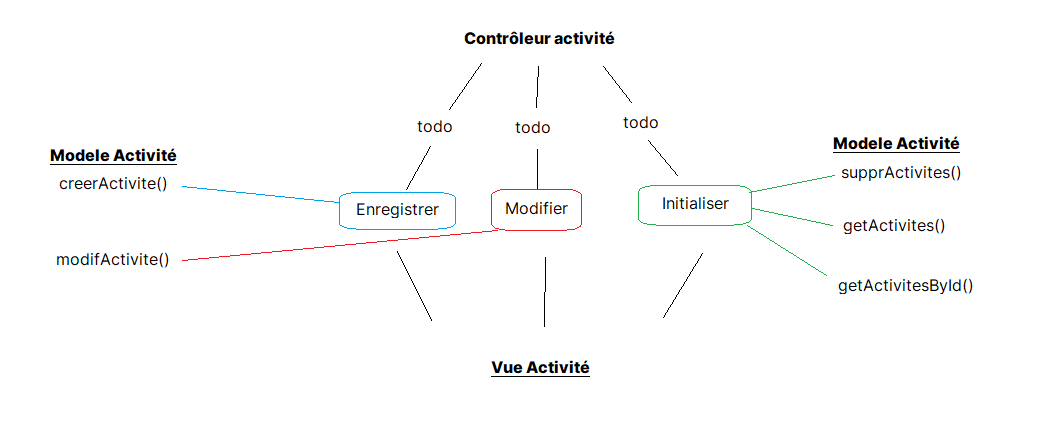 Contrôleur activité
todo
todo
todo
Modele Activité
creerActivite()
modifActivite()
Enregistrer
Modifier
Initialiser
Modele Activité
supprActivites()
getActivites()
getActivitesById()
Vue Activité